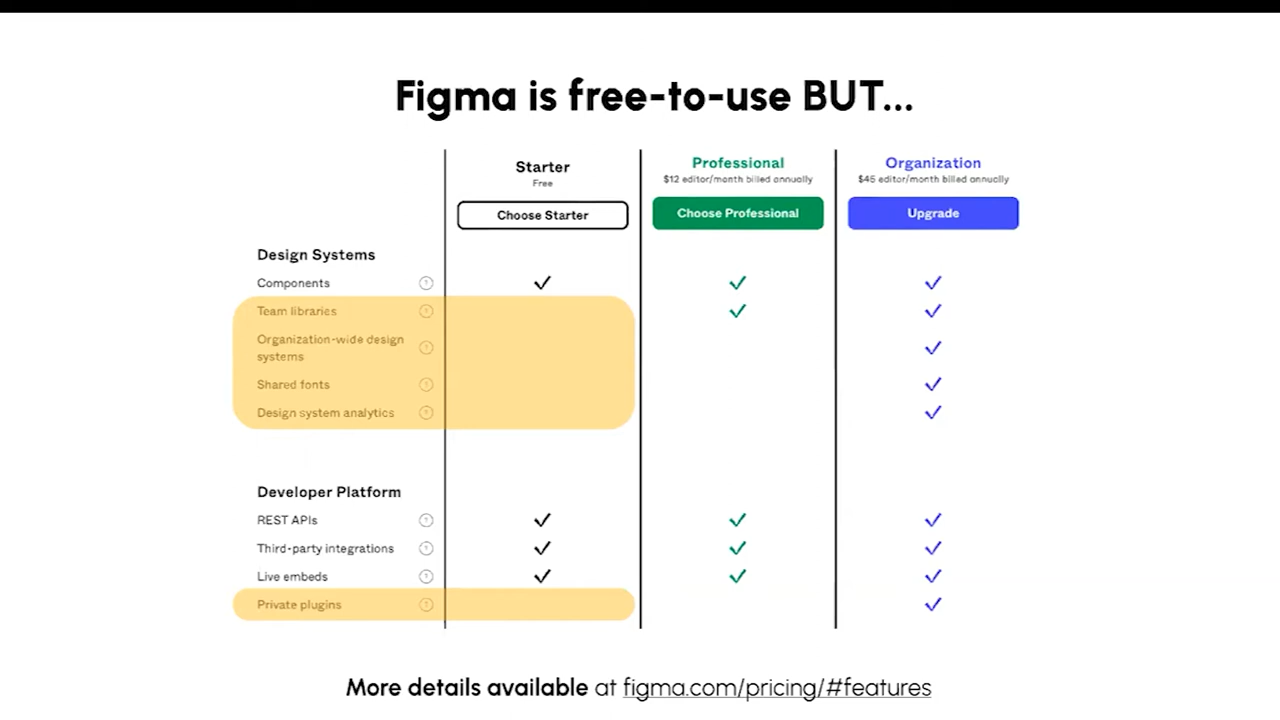 Figma is free-to-use BUT...
Starter
Free
Choose Starter
Professional
$12 editor/month billed annually
Choose Professional
Organization
$45 editor/month billed annually
Upgrade
Design Systems
Components
Team libraries
Organization-wide design
systems
Shared fonts
Design system analytics
Developer Platform
REST APIs
Third-party integrations
Live embeds
Private plugins
More details available at figma.com/pricing/#features